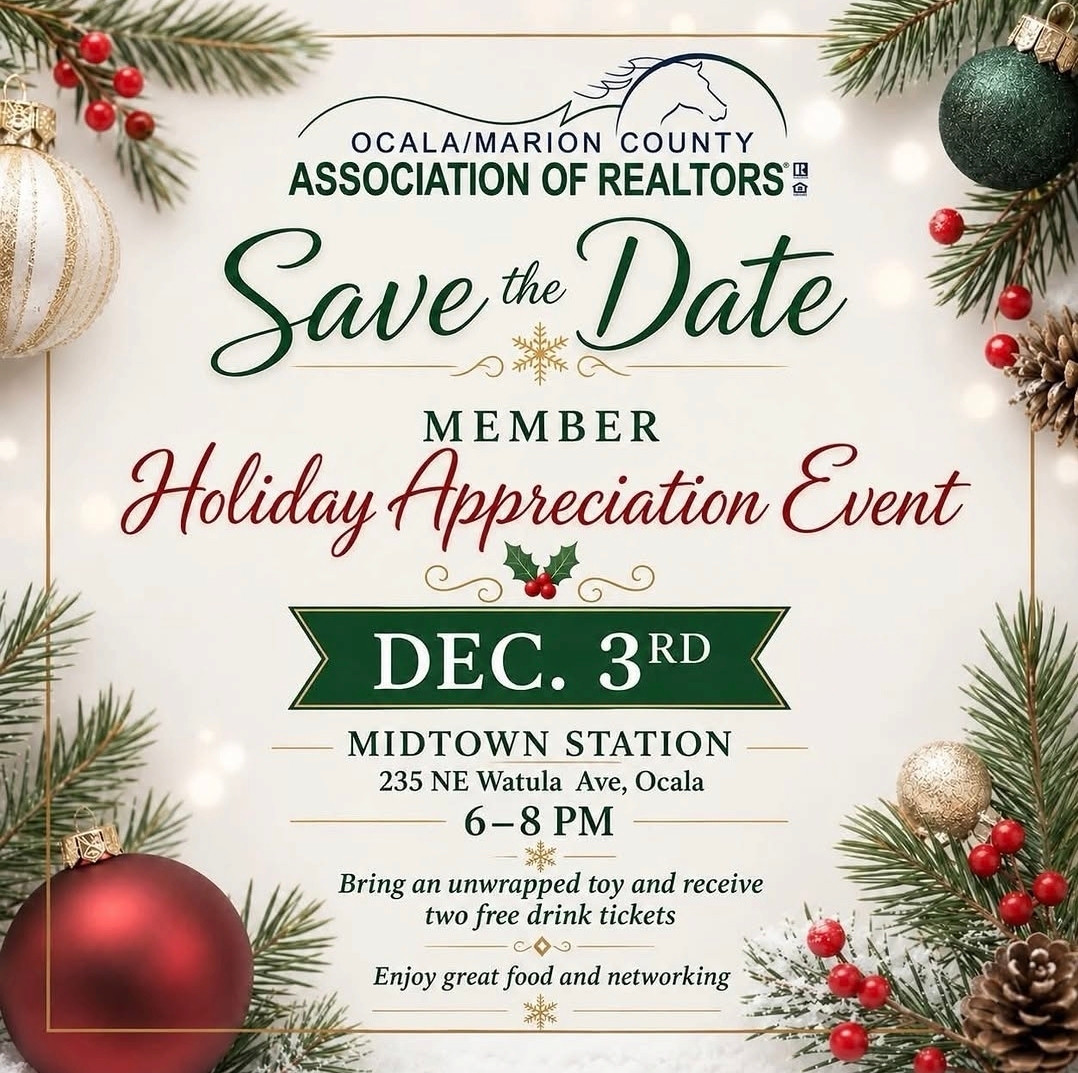 OCALA/MARION COUNTY
ASSOCIATION OF REALTORS®
Save the Date
MEMBER
Holiday Appreciation Event
DEC. 3RD
MIDTOWN STATION
235 NE Watula Ave, Ocala
6–8 PM
Bring an unwrapped toy and receive
two free drink tickets
Enjoy great food and networking